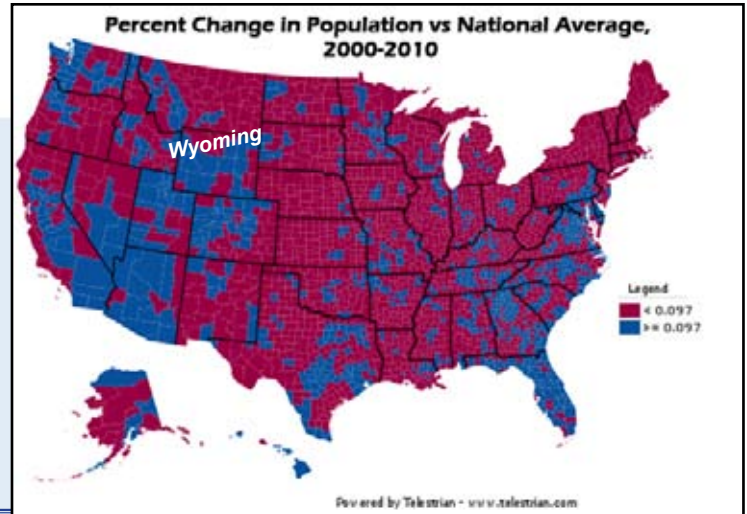 Percent Change in Population vs National Average,
2000-2010
Wyoming
Legend
< 0.097
>= 0.097
Powered by Telestrian - www.telestrian.com